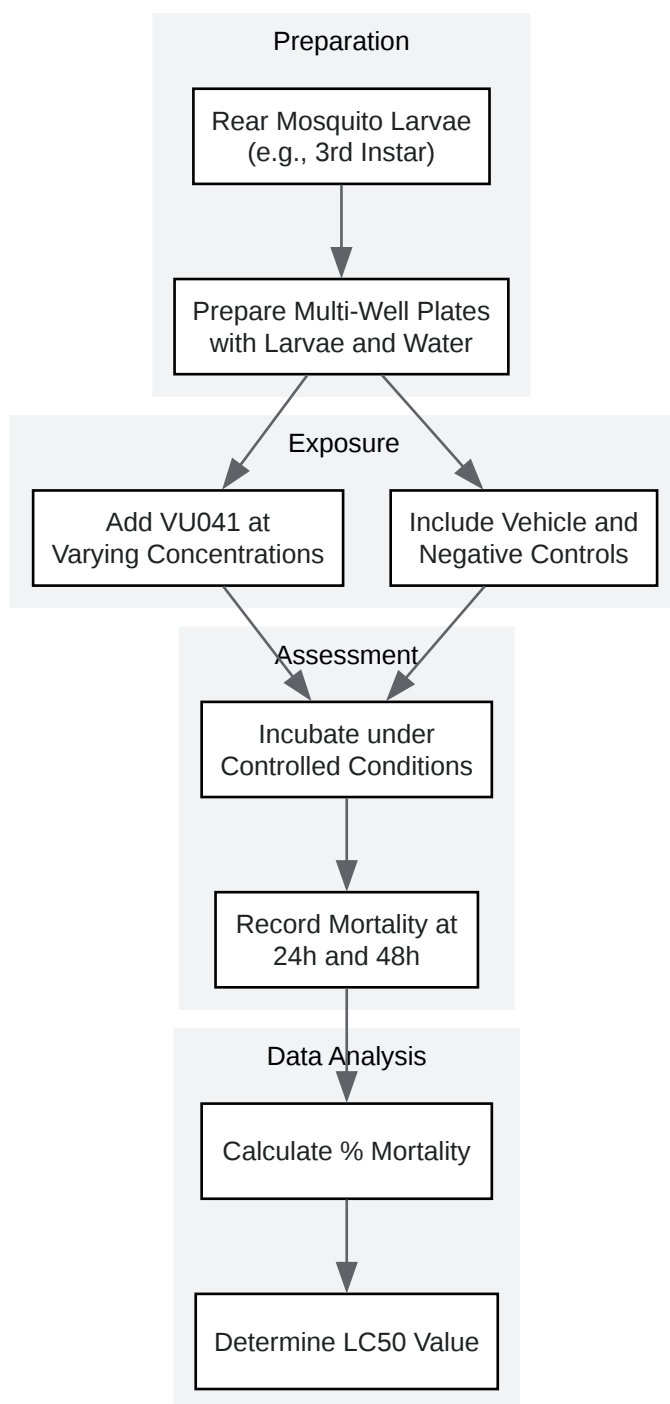 Preparation
Rear Mosquito Larvae
(e.g., 3rd Instar)
Prepare Multi-Well Plates
with Larvae and Water
Exposure
Add VU041 at
Varying Concentrations
Include Vehicle and
Negative Controls
Assessment
Incubate under
Controlled Conditions
Record Mortality at
24h and 48h
Data Analysis
Calculate % Mortality
Determine LC50 Value